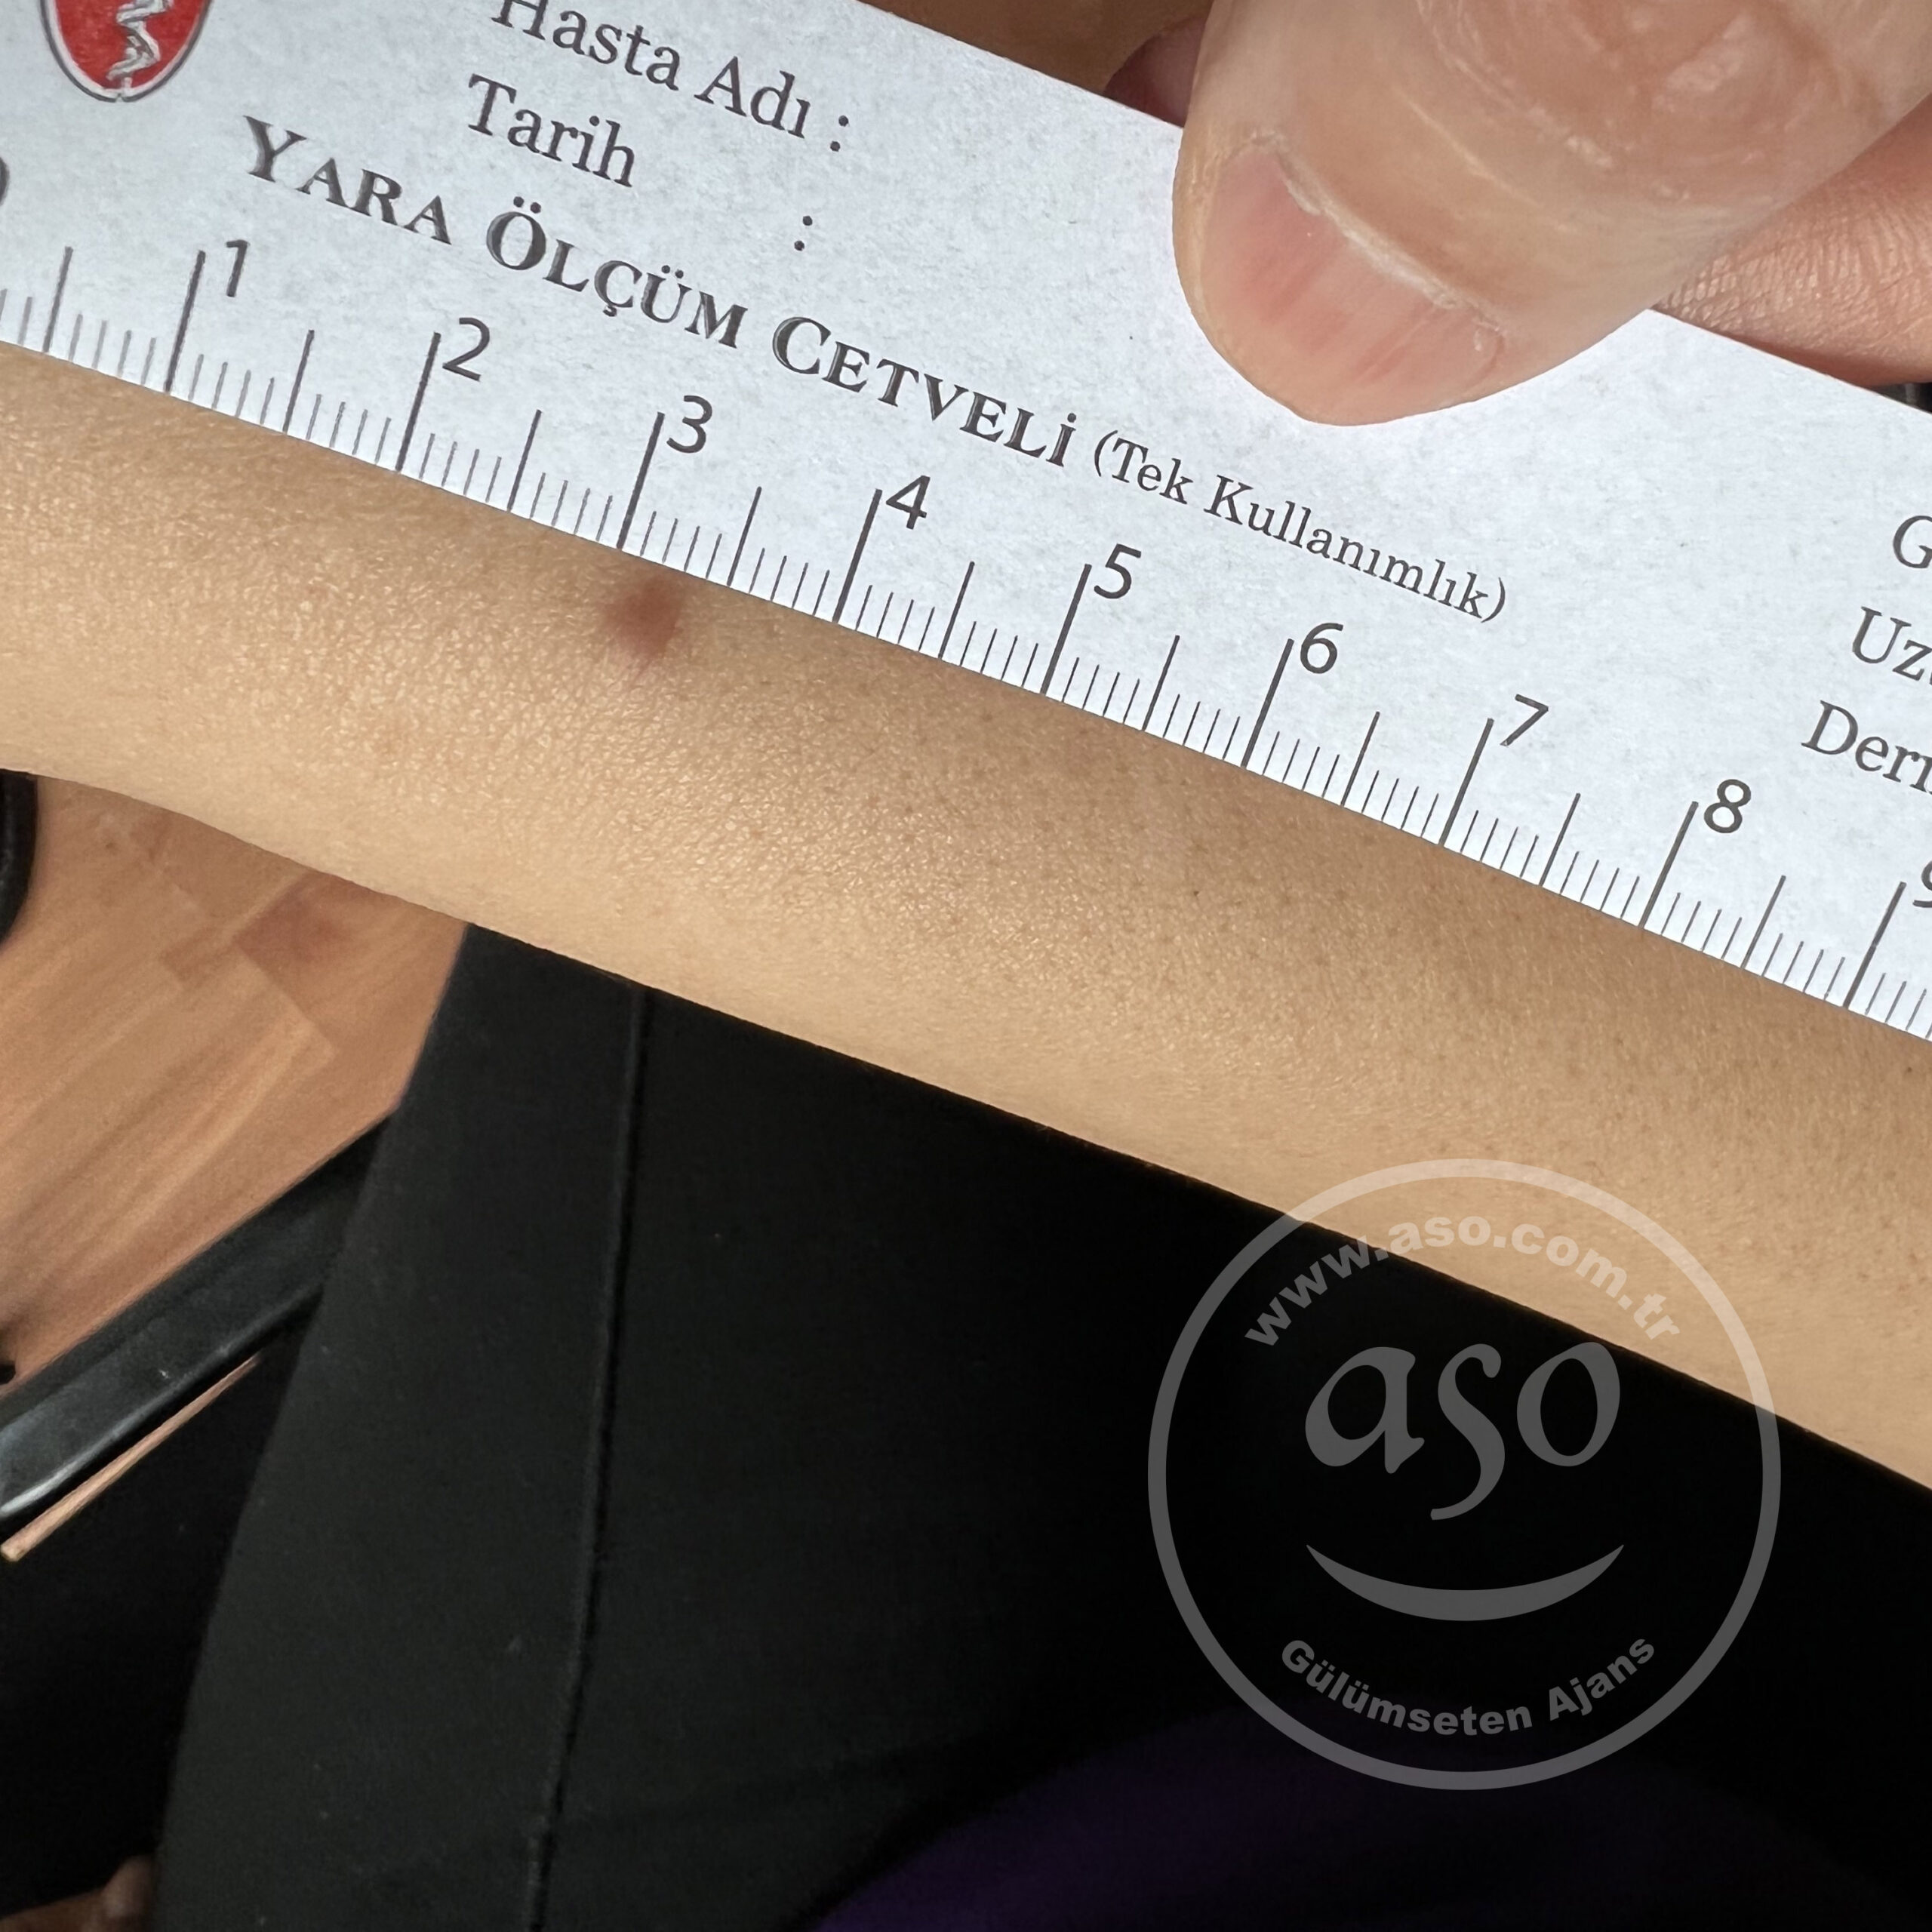 Hasta Adı :
Tarih :
YARA ÖLÇÜM CETVELİ (Tek Kullanımlık)
1 2 3 4 5 6 7 8 9
www.aso.com.tr
aso
Gülümseten Ajans